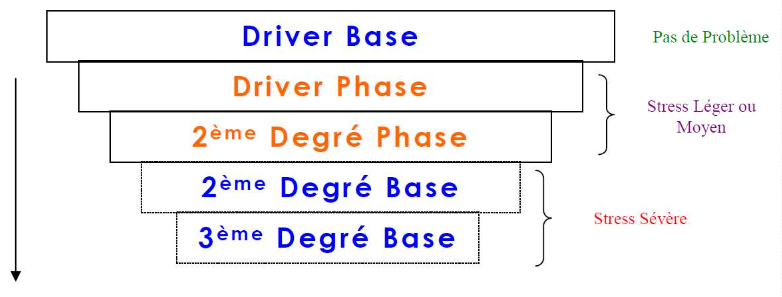 Driver Base
Pas de Problème
Driver Phase
Stress Léger ou
Moyen
2ème Degré Phase
2ème Degré Base
Stress Sévère
3ème Degré Base